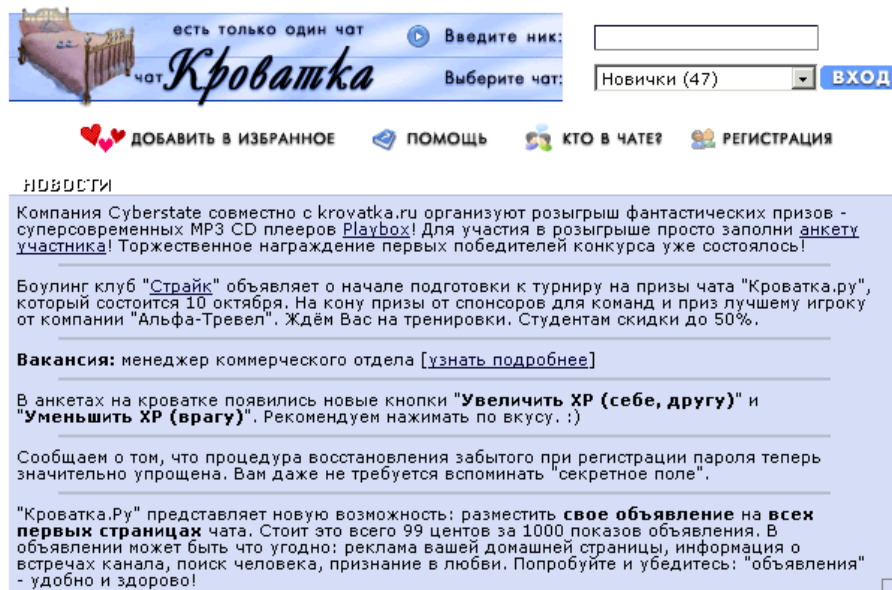 есть только один чат
чат Кроватка
Введите ник:
Выберите чат:
Новички (47)
ВХОД
ДОБАВИТЬ В ИЗБРАННОЕ ПОМОЩЬ КТО В ЧАТЕ? РЕГИСТРАЦИЯ
НОВОСТИ
Компания Cyberstate совместно с krovatka.ru организуют розыгрыш фантастических призов -
суперсовременных MP3 CD плееров Playbox! Для участия в розыгрыше просто заполни анкету
участника! Торжественное награждение первых победителей конкурса уже состоялось!
Боулинг клуб "Страйк" объявляет о начале подготовки к турниру на призы чата "Кроватка.ру",
который состоится 10 октября. На кону призы от спонсоров для команд и приз лучшему игроку
от компании "Альфа-Тревел". Ждём Вас на тренировки. Студентам скидки до 50%.
Вакансия: менеджер коммерческого отдела [узнать подробнее]
В анкетах на кроватке появились новые кнопки "Увеличить ХР (себе, другу)" и
"Уменьшить ХР (врагу)". Рекомендуем нажимать по вкусу. :)
Сообщаем о том, что процедура восстановления забытого при регистрации пароля теперь
значительно упрощена. Вам даже не требуется вспоминать "секретное поле".
"Кроватка.Ру" представляет новую возможность: разместить свое объявление на всех
первых страницах чата. Стоит это всего 99 центов за 1000 показов объявления. В
объявлении может быть что угодно: реклама вашей домашней страницы, информация о
встречах канала, поиск человека, признание в любви. Попробуйте и убедитесь: "объявления"
- удобно и здорово!